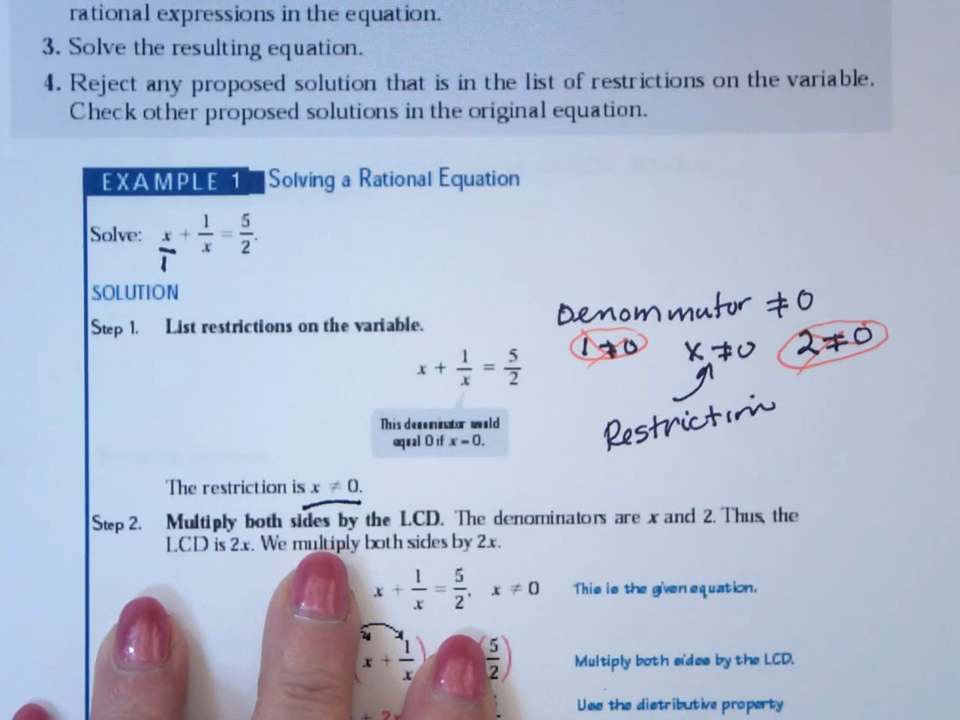 rational expressions in the equation.
3. Solve the resulting equation.
4. Reject any proposed solution that is in the list of restrictions on the variable.
Check other proposed solutions in the original equation.
EXAMPLE 1 Solving a Rational Equation
Solve: x/1 + 1/x = 5/2.
SOLUTION
Denominator ≠ 0
Step 1. List restrictions on the variable.
1 ≠ 0 x ≠ 0 2 ≠ 0
x + 1/x = 5/2
Restriction
This denominator would
equal 0 if x = 0.
The restriction is x ≠ 0.
Step 2. Multiply both sides by the LCD. The denominators are x and 2. Thus, the
LCD is 2x. We multiply both sides by 2x.
x + 1/x = 5/2, x ≠ 0 This is the given equation.
x + 1/x) (5/2) Multiply both sides by the LCD.
Use the distributive property